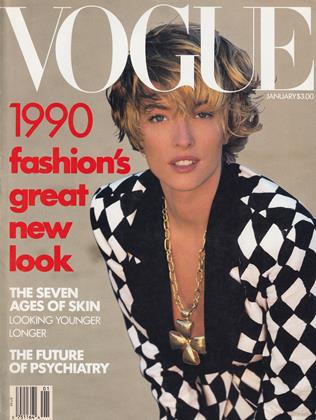 VOGUE
JANUARY $3.00
1990
fashion's
great
new
look
THE SEVEN
AGES OF SKIN
LOOKING YOUNGER
LONGER
THE FUTURE
OF PSYCHIATRY
01